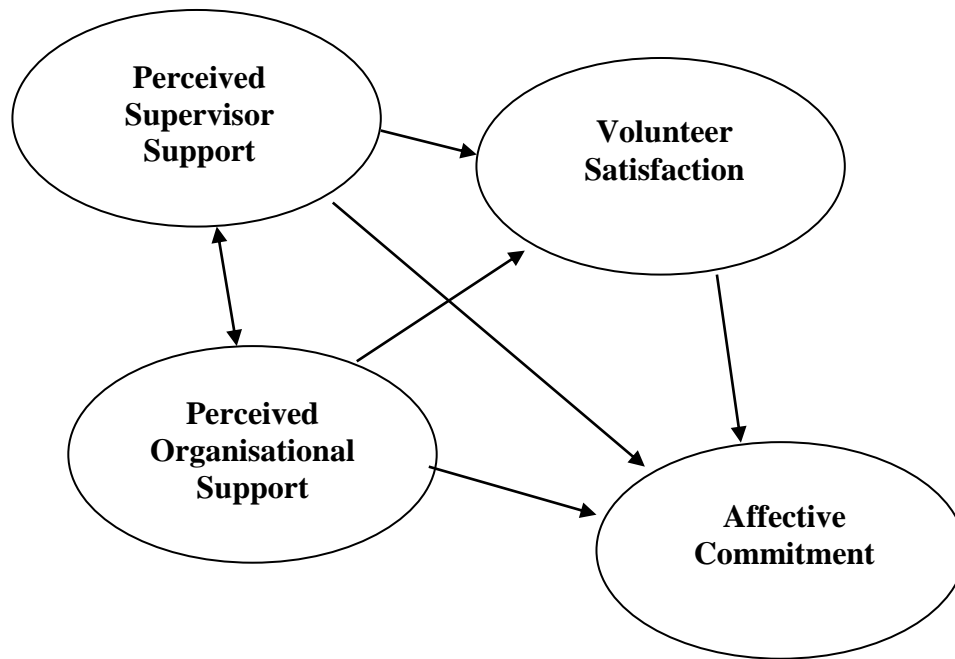 Perceived
Supervisor
Support
Volunteer
Satisfaction
Perceived
Organisational
Support
Affective
Commitment